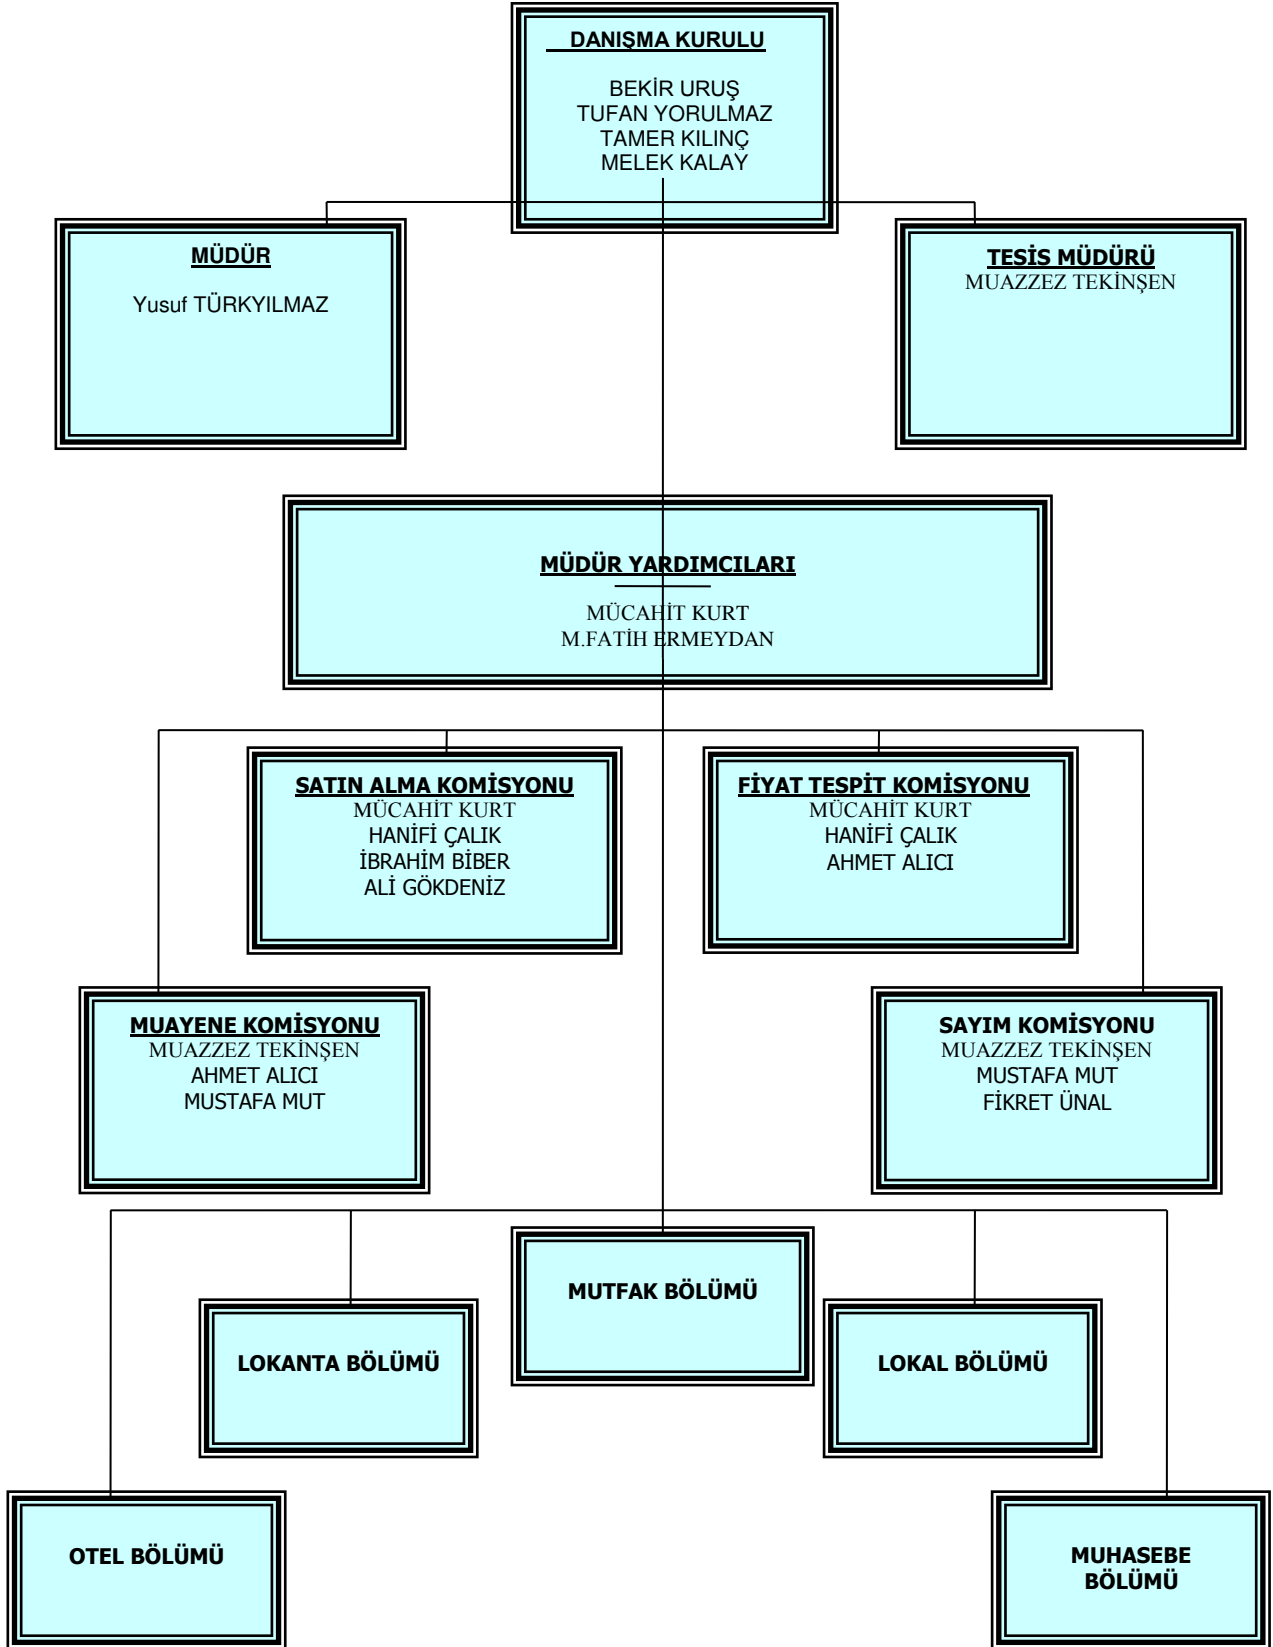 DANIŞMA KURULU
BEKİR URUŞ
TUFAN YORULMAZ
TAMER KILINÇ
MELEK KALAY
MÜDÜR
Yusuf TÜRKYILMAZ
TESİS MÜDÜRÜ
MUAZZEZ TEKİNŞEN
MÜDÜR YARDIMCILARI
MÜCAHİT KURT
M.FATİH ERMEYDAN
SATIN ALMA KOMİSYONU
MÜCAHİT KURT
HANİFİ ÇALIK
İBRAHİM BİBER
ALİ GÖKDENİZ
FİYAT TESPİT KOMİSYONU
MÜCAHİT KURT
HANİFİ ÇALIK
AHMET ALICI
MUAYENE KOMİSYONU
MUAZZEZ TEKİNŞEN
AHMET ALICI
MUSTAFA MUT
SAYIM KOMİSYONU
MUAZZEZ TEKİNŞEN
MUSTAFA MUT
FİKRET ÜNAL
MUTFAK BÖLÜMÜ
LOKANTA BÖLÜMÜ
LOKAL BÖLÜMÜ
OTEL BÖLÜMÜ
MUHASEBE
BÖLÜMÜ